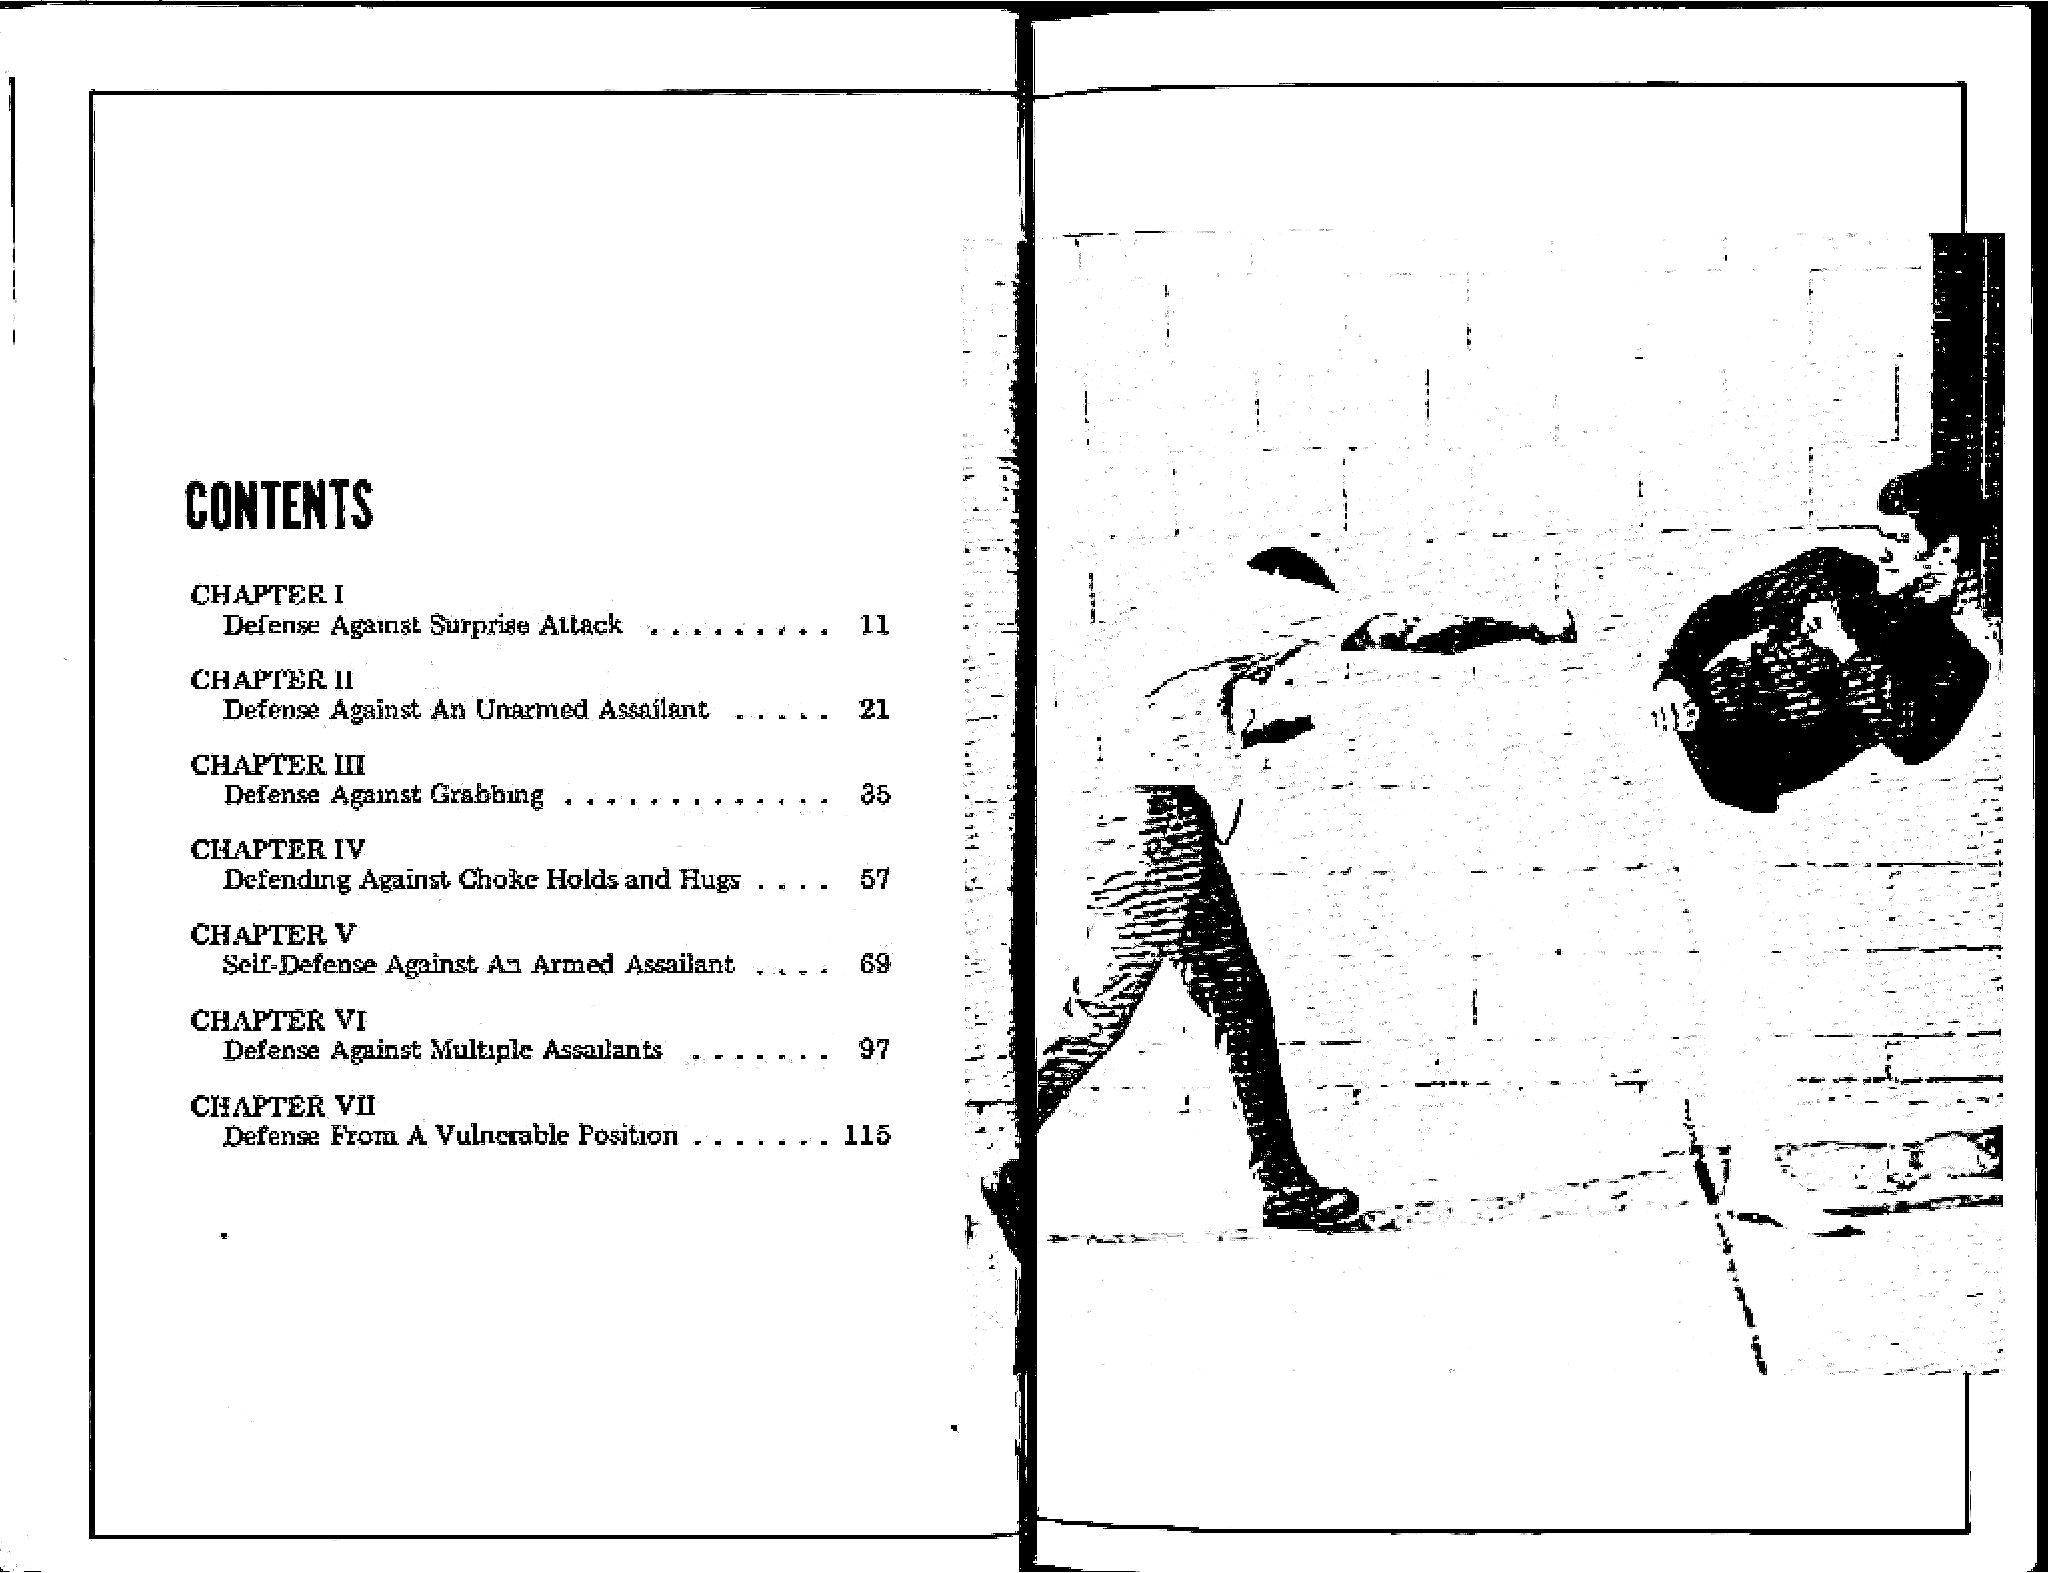 CONTENTS
CHAPTER I
Defense Against Surprise Attack . . . . . . . . . 11
CHAPTER II
Defense Against An Unarmed Assailant . . . . . 21
CHAPTER III
Defense Against Grabbing . . . . . . . . . . . . . 35
CHAPTER IV
Defending Against Choke Holds and Hugs . . . . 57
CHAPTER V
Self-Defense Against An Armed Assailant . . . . 69
CHAPTER VI
Defense Against Multiple Assailants . . . . . . . 97
CHAPTER VII
Defense From A Vulnerable Position . . . . . . . 115